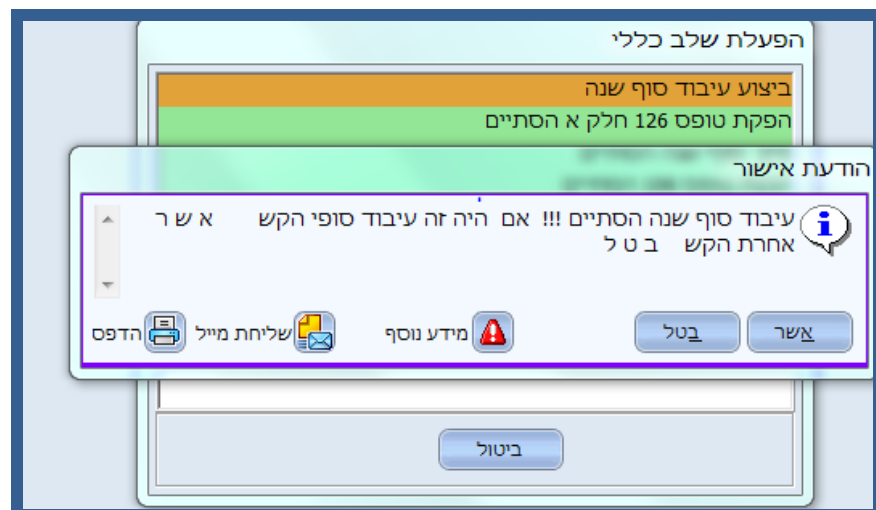 הפעלת שלב כללי
ביצוע עיבוד סוף שנה
הפקת טופס 126 חלק א הסתיים
הודעת אישור
עיבוד סוף שנה הסתיים !!! אם היה זה עיבוד סופי הקש א ש ר
אחרת הקש ב ט ל
אשר
בטל
מידע נוסף
שליחת מייל
הדפס
ביטול